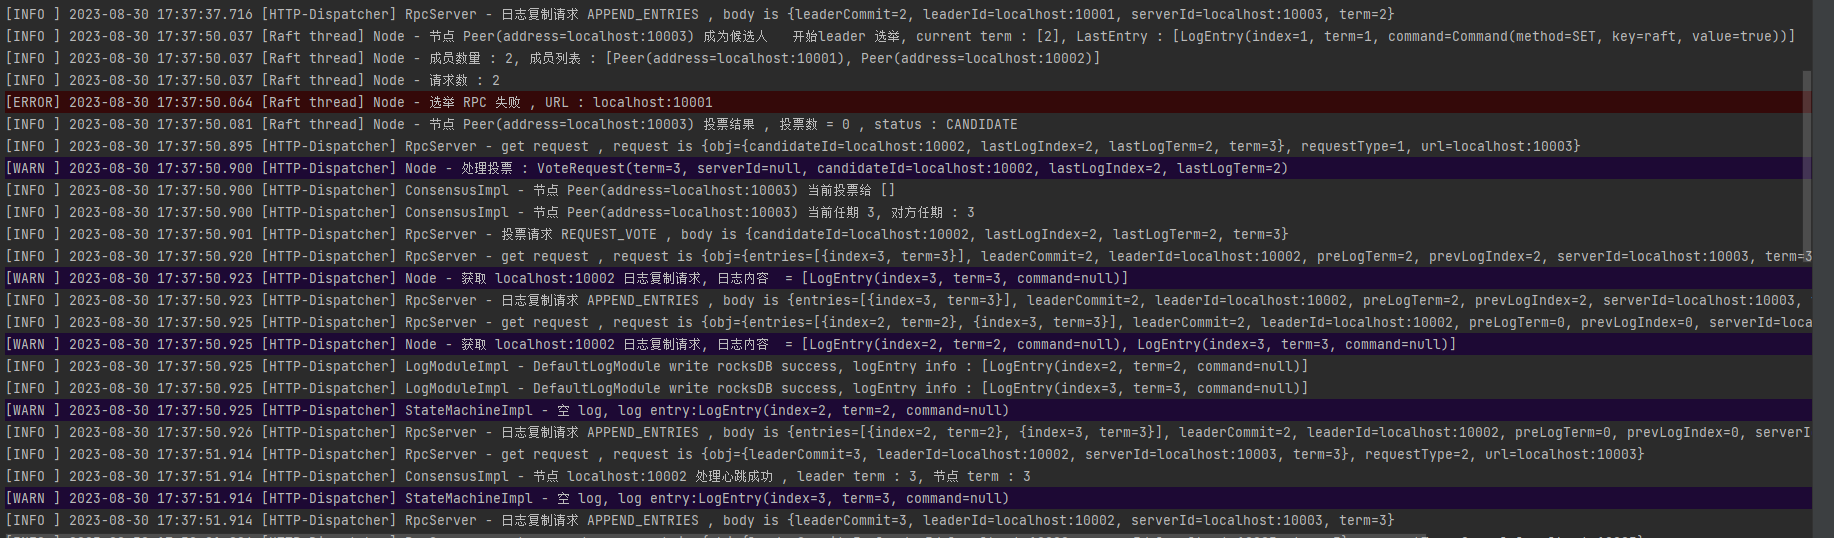 [INFO ] 2023-08-30 17:37:37.716 [HTTP-Dispatcher] RpcServer - 日志复制请求 APPEND_ENTRIES , body is {leaderCommit=2, leaderId=localhost:10001, serverId=localhost:10003, term=2}
[INFO ] 2023-08-30 17:37:50.037 [Raft thread] Node - 节点 Peer(address=localhost:10003) 成为候选人   开始leader 选举, current term : [2], LastEntry : [LogEntry(index=1, term=1, command=Command(method=SET, key=raft, value=true))]
[INFO ] 2023-08-30 17:37:50.037 [Raft thread] Node - 成员数量 : 2, 成员列表 : [Peer(address=localhost:10001), Peer(address=localhost:10002)]
[INFO ] 2023-08-30 17:37:50.037 [Raft thread] Node - 请求数 : 2
[ERROR] 2023-08-30 17:37:50.064 [Raft thread] Node - 选举 RPC 失败 , URL : localhost:10001
[INFO ] 2023-08-30 17:37:50.081 [Raft thread] Node - 节点 Peer(address=localhost:10003) 投票结果 , 投票数 = 0 , status : CANDIDATE
[INFO ] 2023-08-30 17:37:50.895 [HTTP-Dispatcher] RpcServer - get request , request is {obj={candidateId=localhost:10002, lastLogIndex=2, lastLogTerm=2, term=3}, requestType=1, url=localhost:10003}
[WARN ] 2023-08-30 17:37:50.900 [HTTP-Dispatcher] Node - 处理投票 : VoteRequest(term=3, serverId=null, candidateId=localhost:10002, lastLogIndex=2, lastLogTerm=2)
[INFO ] 2023-08-30 17:37:50.900 [HTTP-Dispatcher] ConsensusImpl - 节点 Peer(address=localhost:10003) 当前投票给 []
[INFO ] 2023-08-30 17:37:50.900 [HTTP-Dispatcher] ConsensusImpl - 节点 Peer(address=localhost:10003) 当前任期 3, 对方任期 : 3
[INFO ] 2023-08-30 17:37:50.901 [HTTP-Dispatcher] RpcServer - 投票请求 REQUEST_VOTE , body is {candidateId=localhost:10002, lastLogIndex=2, lastLogTerm=2, term=3}
[INFO ] 2023-08-30 17:37:50.920 [HTTP-Dispatcher] RpcServer - get request , request is {obj={entries=[{index=3, term=3}], leaderCommit=2, leaderId=localhost:10002, preLogTerm=2, prevLogIndex=2, serverId=localhost:10003, term=3
[WARN ] 2023-08-30 17:37:50.923 [HTTP-Dispatcher] Node - 获取 localhost:10002 日志复制请求, 日志内容  = [LogEntry(index=3, term=3, command=null)]
[INFO ] 2023-08-30 17:37:50.923 [HTTP-Dispatcher] RpcServer - 日志复制请求 APPEND_ENTRIES , body is {entries=[{index=3, term=3}], leaderCommit=2, leaderId=localhost:10002, preLogTerm=2, prevLogIndex=2, serverId=localhost:10003,
[INFO ] 2023-08-30 17:37:50.925 [HTTP-Dispatcher] RpcServer - get request , request is {obj={entries=[{index=2, term=2}, {index=3, term=3}], leaderCommit=2, leaderId=localhost:10002, preLogTerm=0, prevLogIndex=0, serverId=loca
[WARN ] 2023-08-30 17:37:50.925 [HTTP-Dispatcher] Node - 获取 localhost:10002 日志复制请求, 日志内容  = [LogEntry(index=2, term=2, command=null), LogEntry(index=3, term=3, command=null)]
[INFO ] 2023-08-30 17:37:50.925 [HTTP-Dispatcher] LogModuleImpl - DefaultLogModule write rocksDB success, logEntry info : [LogEntry(index=2, term=2, command=null)]
[INFO ] 2023-08-30 17:37:50.925 [HTTP-Dispatcher] LogModuleImpl - DefaultLogModule write rocksDB success, logEntry info : [LogEntry(index=3, term=3, command=null)]
[WARN ] 2023-08-30 17:37:50.925 [HTTP-Dispatcher] StateMachineImpl - 空 log, log entry:LogEntry(index=2, term=2, command=null)
[INFO ] 2023-08-30 17:37:50.926 [HTTP-Dispatcher] RpcServer - 日志复制请求 APPEND_ENTRIES , body is {entries=[{index=2, term=2}, {index=3, term=3}], leaderCommit=2, leaderId=localhost:10002, preLogTerm=0, prevLogIndex=0, serverI
[INFO ] 2023-08-30 17:37:51.914 [HTTP-Dispatcher] RpcServer - get request , request is {obj={leaderCommit=3, leaderId=localhost:10002, serverId=localhost:10003, term=3}, requestType=2, url=localhost:10003}
[INFO ] 2023-08-30 17:37:51.914 [HTTP-Dispatcher] ConsensusImpl - 节点 localhost:10002 处理心跳成功 , leader term : 3, 节点 term : 3
[WARN ] 2023-08-30 17:37:51.914 [HTTP-Dispatcher] StateMachineImpl - 空 log, log entry:LogEntry(index=3, term=3, command=null)
[INFO ] 2023-08-30 17:37:51.914 [HTTP-Dispatcher] RpcServer - 日志复制请求 APPEND_ENTRIES , body is {leaderCommit=3, leaderId=localhost:10002, serverId=localhost:10003, term=3}